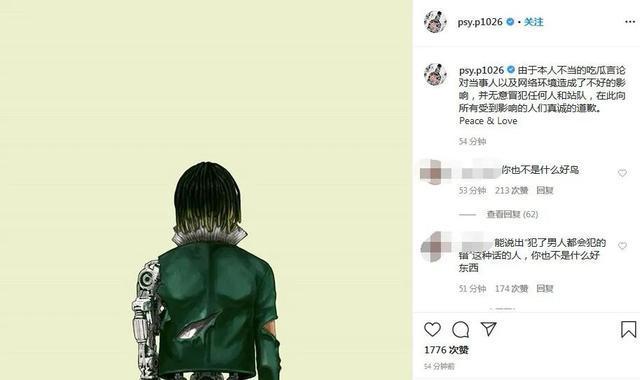 psy.p1026 • 关注
psy.p1026 由于本人不当的吃瓜言论
对当事人以及网络环境造成了不好的影
响，并无意冒犯任何人和站队，在此向
所有受到影响的人们真诚的道歉。
Peace & Love
54 分钟
你也不是什么好鸟
53 分钟 213 次赞 回复
查看回复 (62)
能说出“犯了男人都会犯的
错”这种话的人，你也不是什么好
东西
51 分钟 174 次赞 回复
1776 次赞
54 分钟前